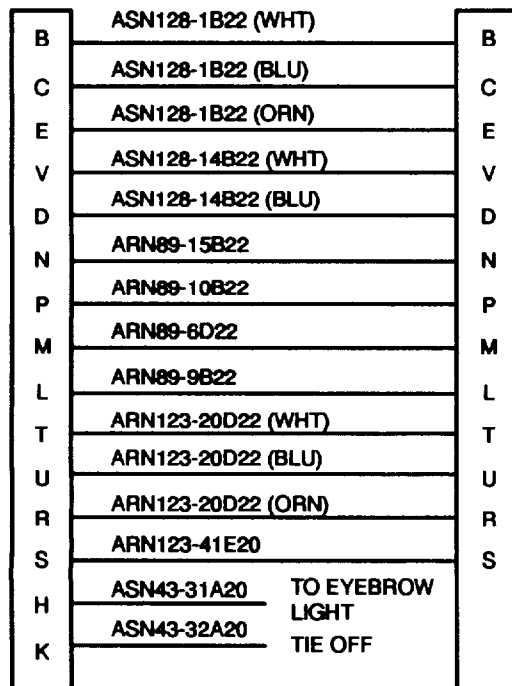 ASN128-1B22 (WHT)
B B
ASN128-1B22 (BLU)
C C
ASN128-1B22 (ORN)
E E
ASN128-14B22 (WHT)
V V
ASN128-14B22 (BLU)
D D
ARN89-15B22
N N
ARN89-10B22
P P
ARN89-6D22
M M
ARN89-9B22
L L
ARN123-20D22 (WHT)
T T
ARN123-20D22 (BLU)
U U
ARN123-20D22 (ORN)
R R
ARN123-41E20
S S
ASN43-31A20 TO EYEBROW
H LIGHT
ASN43-32A20 TIE OFF
K